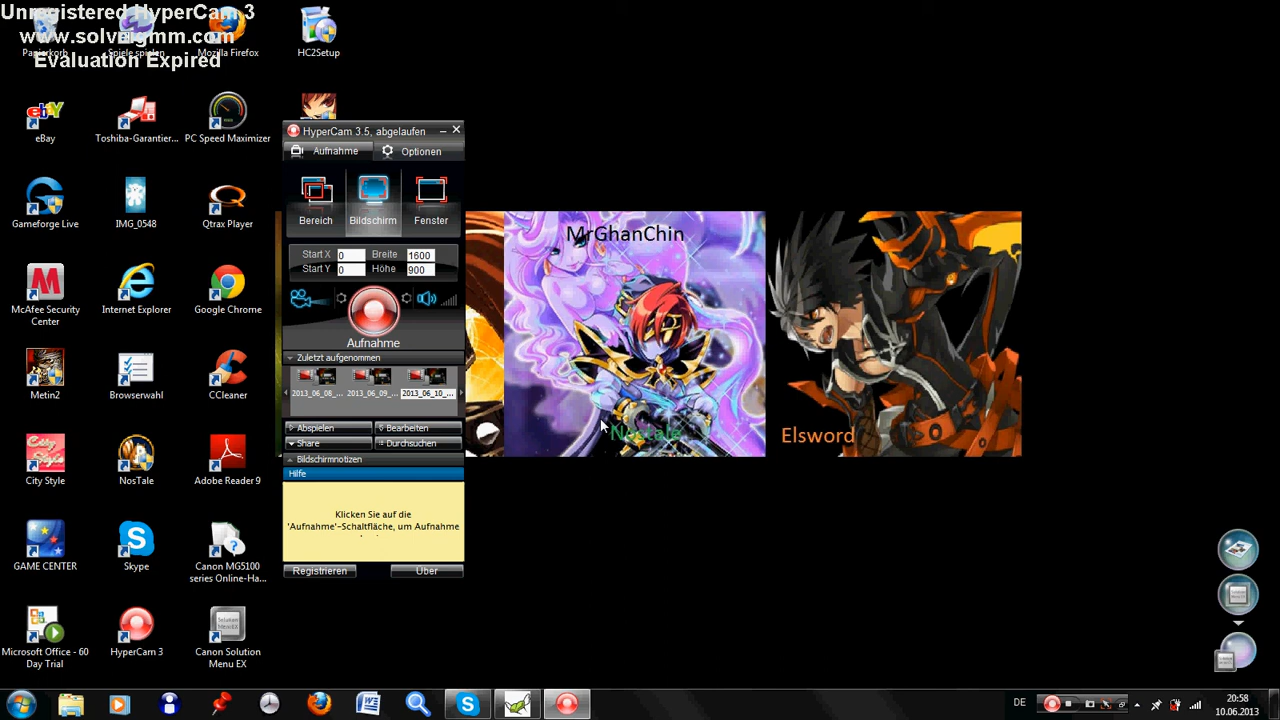 Unregistered HyperCam 3
www.solveigmm.com
Evaluation Expired
Papierkorb
Spiele spielen
Mozilla Firefox
HC2Setup
eBay
Toshiba-Garantier...
PC Speed Maximizer
Gameforge Live
IMG_0548
Qtrax Player
McAfee Security
Center
Internet Explorer
Google Chrome
Metin2
Browserwahl
CCleaner
City Style
NosTale
Adobe Reader 9
GAME CENTER
Skype
Canon MG5100
series Online-Ha...
Microsoft Office - 60
Day Trial
HyperCam 3
Canon Solution
Menu EX
HyperCam 3.5, abgelaufen
Aufnahme
Optionen
Bereich
Bildschirm
Fenster
Start X 0 Breite 1600
Start Y 0 Höhe 900
Aufnahme
Zuletzt aufgenommen
2013_06_08_...
2013_06_09_...
2013_06_10_...
Abspielen
Bearbeiten
Share
Durchsuchen
Bildschirmnotizen
Hilfe
Klicken Sie auf die
'Aufnahme'-Schaltfläche, um Aufnahme
Registrieren
Über
MrGhanChin
Nostale
Elsword
DE
20:58
10.06.2013